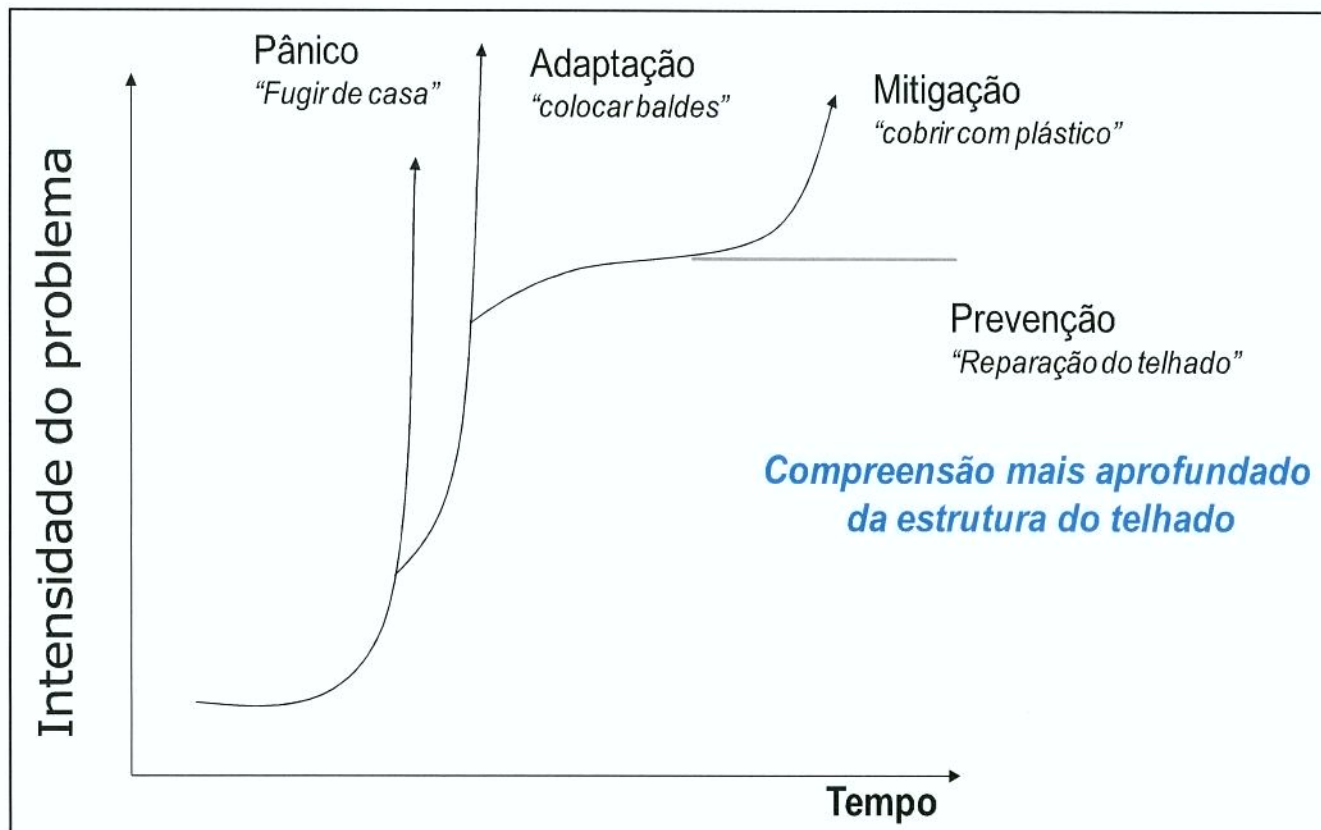 Pânico
“Fugir de casa”
Adaptação
“colocar baldes”
Mitigação
“cobrir com plástico”
Intensidade do problema
Prevenção
“Reparação do telhado”
Compreensão mais aprofundado
da estrutura do telhado
Tempo